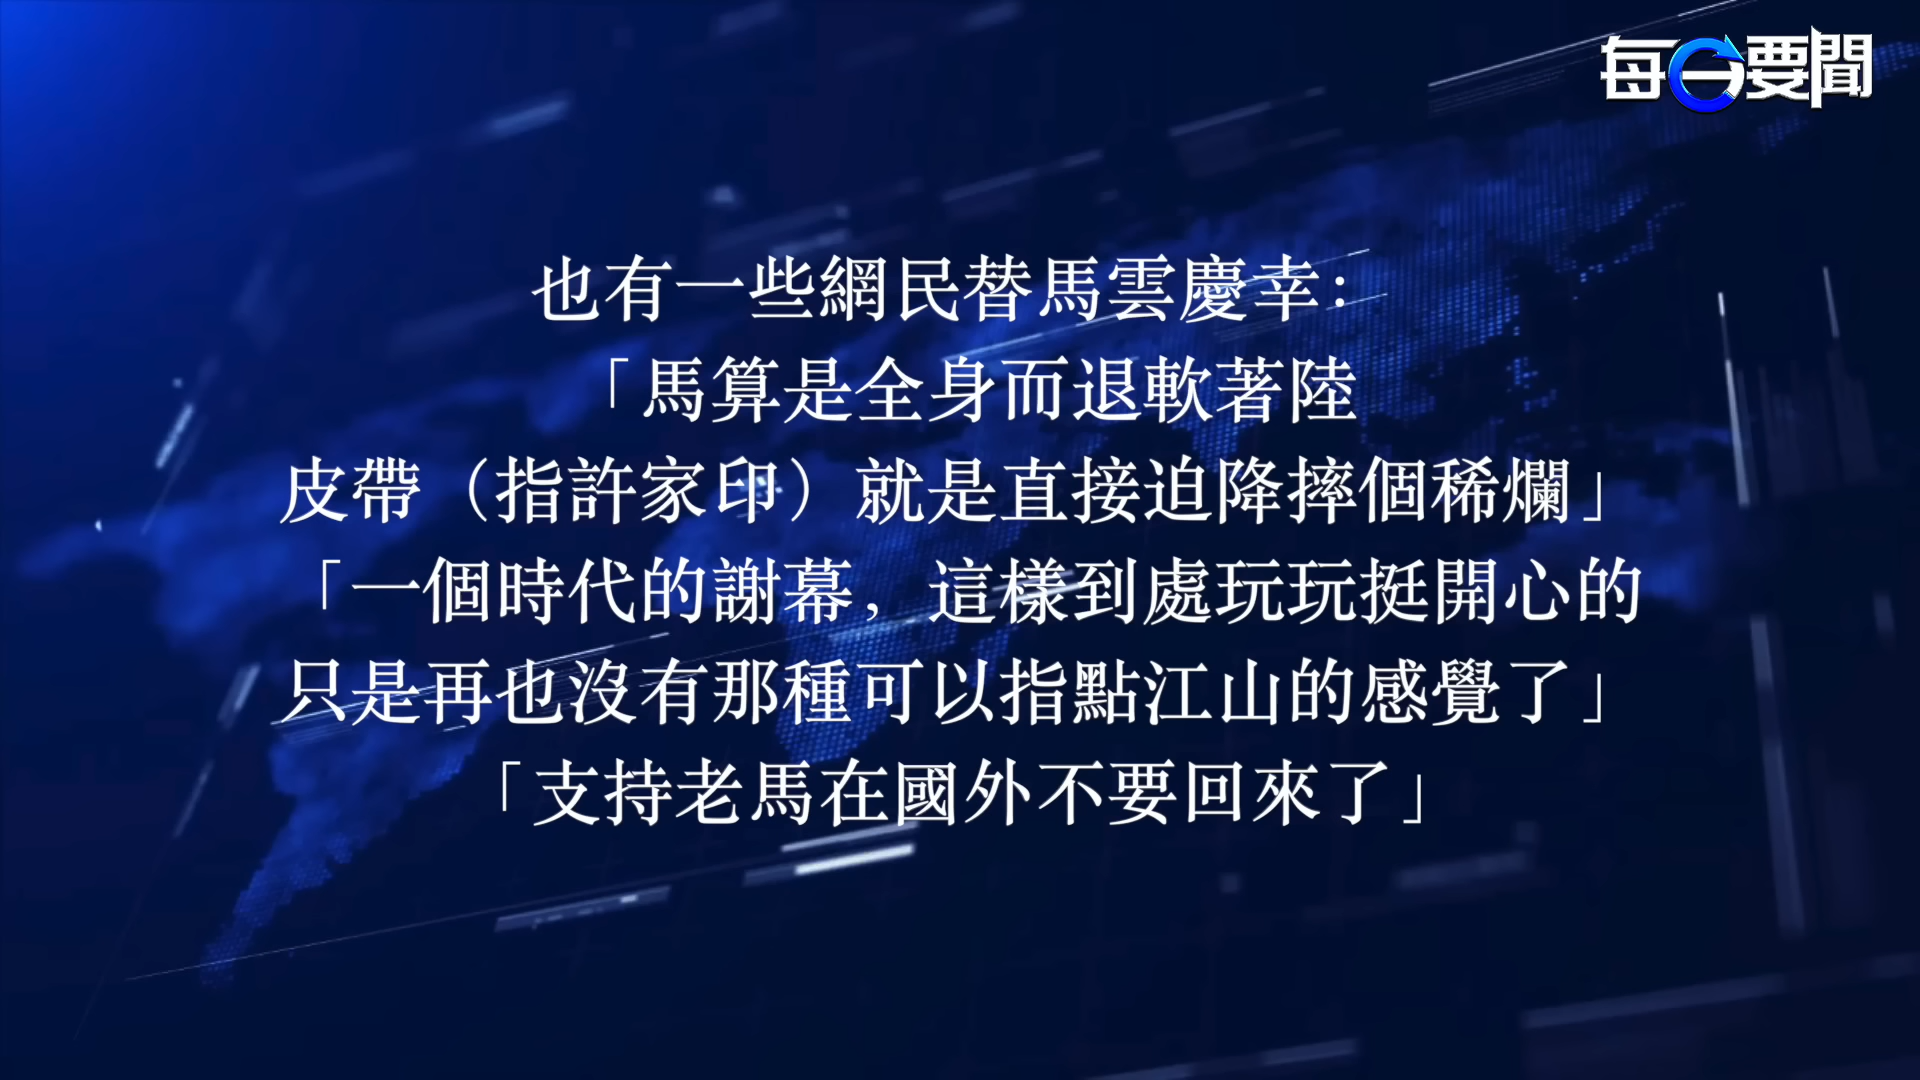 每日要聞
也有一些網民替馬雲慶幸：
「馬算是全身而退軟著陸
皮帶（指許家印）就是直接迫降摔個稀爛」
「一個時代的謝幕，這樣到處玩玩挺開心的
只是再也沒有那種可以指點江山的感覺了」
「支持老馬在國外不要回來了」